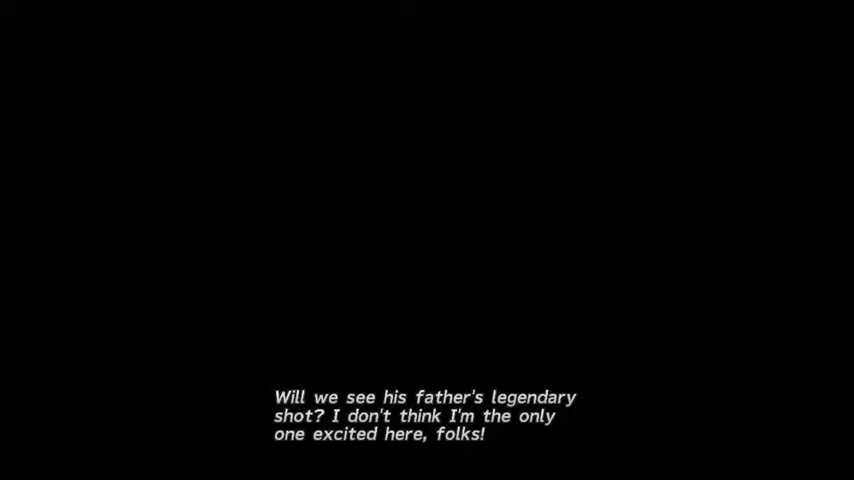 Will we see his father's legendary
shot? I don't think I'm the only
one excited here, folks!